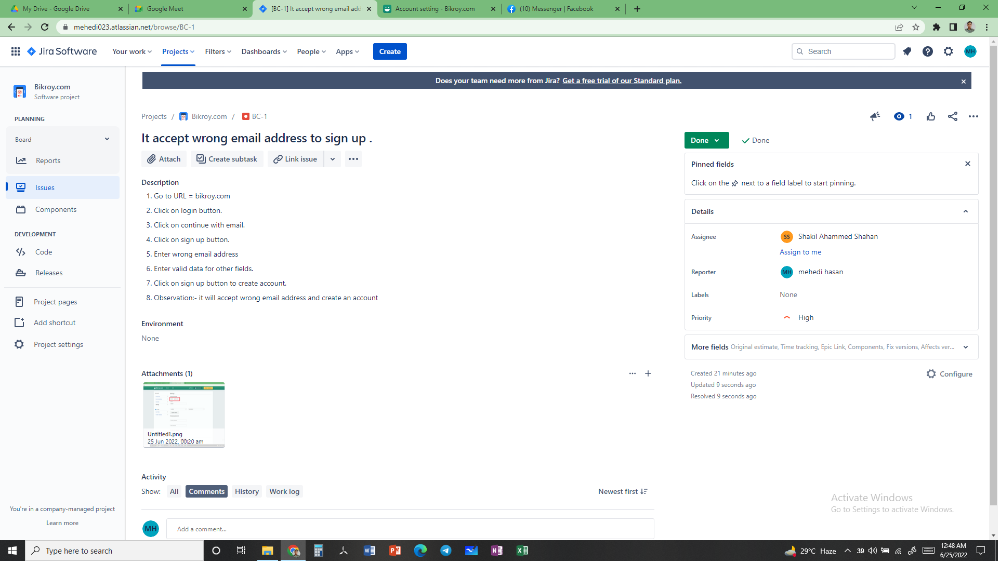 My Drive - Google Drive
Google Meet
[BC-1] It accept wrong email add
Account setting - Bikroy.com
(10) Messenger | Facebook
mehedi023.atlassian.net/browse/BC-1
Jira Software
Your work
Projects
Filters
Dashboards
People
Apps
Create
Search
MH
Does your team need more from Jira? Get a free trial of our Standard plan.
Bikroy.com
Software project
PLANNING
Board
Reports
Issues
Components
DEVELOPMENT
Code
Releases
Project pages
Add shortcut
Project settings
You're in a company-managed project
Learn more
Projects / Bikroy.com / BC-1
1
It accept wrong email address to sign up .
Attach
Create subtask
Link issue
Description
1. Go to URL = bikroy.com
2. Click on login button.
3. Click on continue with email.
4. Click on sign up button.
5. Enter wrong email address
6. Enter valid data for other fields.
7. Click on sign up button to create account.
8. Observation:- it will accept wrong email address and create an account
Environment
None
Attachments (1)
Untitled1.png
25 Jun 2022, 00:20 am
Activity
Show:
All
Comments
History
Work log
Newest first
MH
Add a comment...
Done
Done
Pinned fields
Click on the next to a field label to start pinning.
Details
Assignee
SS
Shakil Ahammed Shahan
Assign to me
Reporter
MH
mehedi hasan
Labels
None
Priority
High
More fields Original estimate, Time tracking, Epic Link, Components, Fix versions, Affects ver...
Created 21 minutes ago
Updated 9 seconds ago
Resolved 9 seconds ago
Configure
Activate Windows
Go to Settings to activate Windows.
Type here to search
29°C Haze
39
12:48 AM
6/25/2022